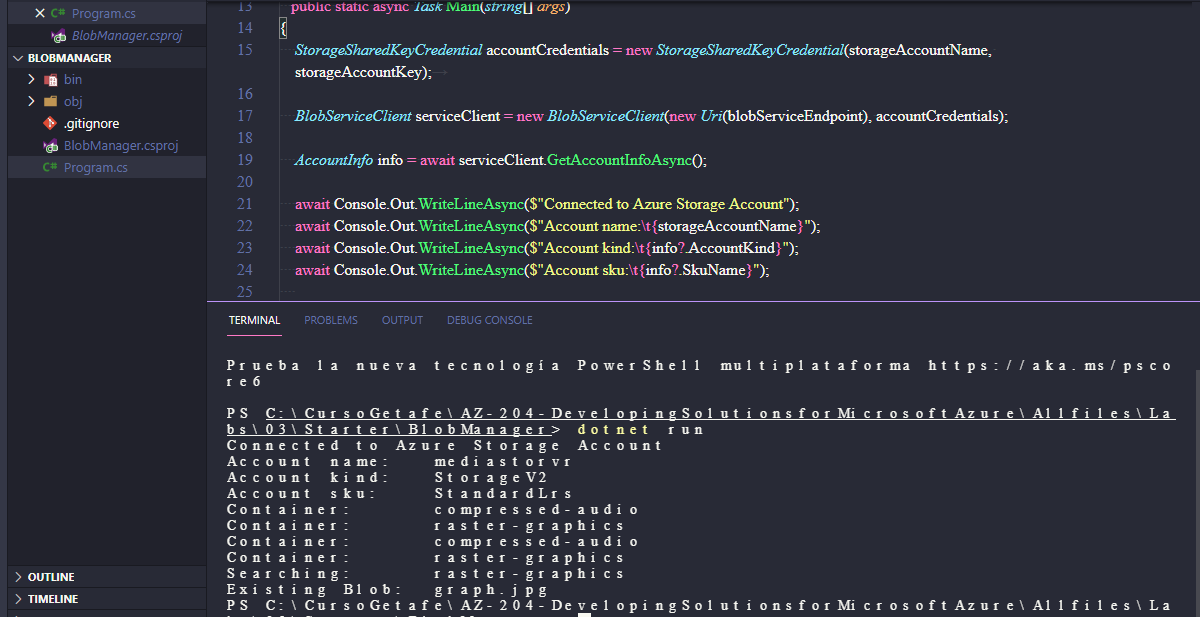 Program.cs
BlobManager.csproj
BLOBMANAGER
bin
obj
.gitignore
BlobManager.csproj
C# Program.cs
OUTLINE
TIMELINE
13 public static async Task Main(string[] args)
14 {
15 StorageSharedKeyCredential accountCredentials = new StorageSharedKeyCredential(storageAccountName,
storageAccountKey);
16
17 BlobServiceClient serviceClient = new BlobServiceClient(new Uri(blobServiceEndpoint), accountCredentials);
18
19 AccountInfo info = await serviceClient.GetAccountInfoAsync();
20
21 await Console.Out.WriteLineAsync($"Connected to Azure Storage Account");
22 await Console.Out.WriteLineAsync($"Account name:\t{storageAccountName}");
23 await Console.Out.WriteLineAsync($"Account kind:\t{info?.AccountKind}");
24 await Console.Out.WriteLineAsync($"Account sku:\t{info?.SkuName}");
25
TERMINAL PROBLEMS OUTPUT DEBUG CONSOLE
Prueba la nueva tecnología PowerShell multiplataforma https://aka.ms/psco
re6
PS C:\CursoGetafe\AZ-204-DevelopingSolutionsforMicrosoftAzure\Allfiles\La
bs\03\Starter\BlobManager> dotnet run
Connected to Azure Storage Account
Account name: mediastorvr
Account kind: StorageV2
Account sku: StandardLrs
Container: compressed-audio
Container: raster-graphics
Container: compressed-audio
Container: raster-graphics
Searching: raster-graphics
Existing Blob: graph.jpg
PS C:\CursoGetafe\AZ-204-DevelopingSolutionsforMicrosoftAzure\Allfiles\La